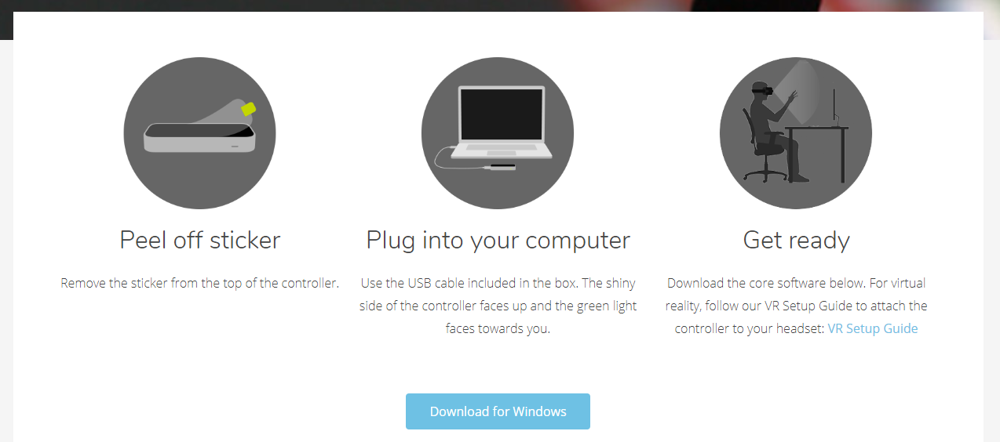 Peel off sticker
Remove the sticker from the top of the controller.
Plug into your computer
Use the USB cable included in the box. The shiny
side of the controller faces up and the green light
faces towards you.
Get ready
Download the core software below. For virtual
reality, follow our VR Setup Guide to attach the
controller to your headset: VR Setup Guide
Download for Windows